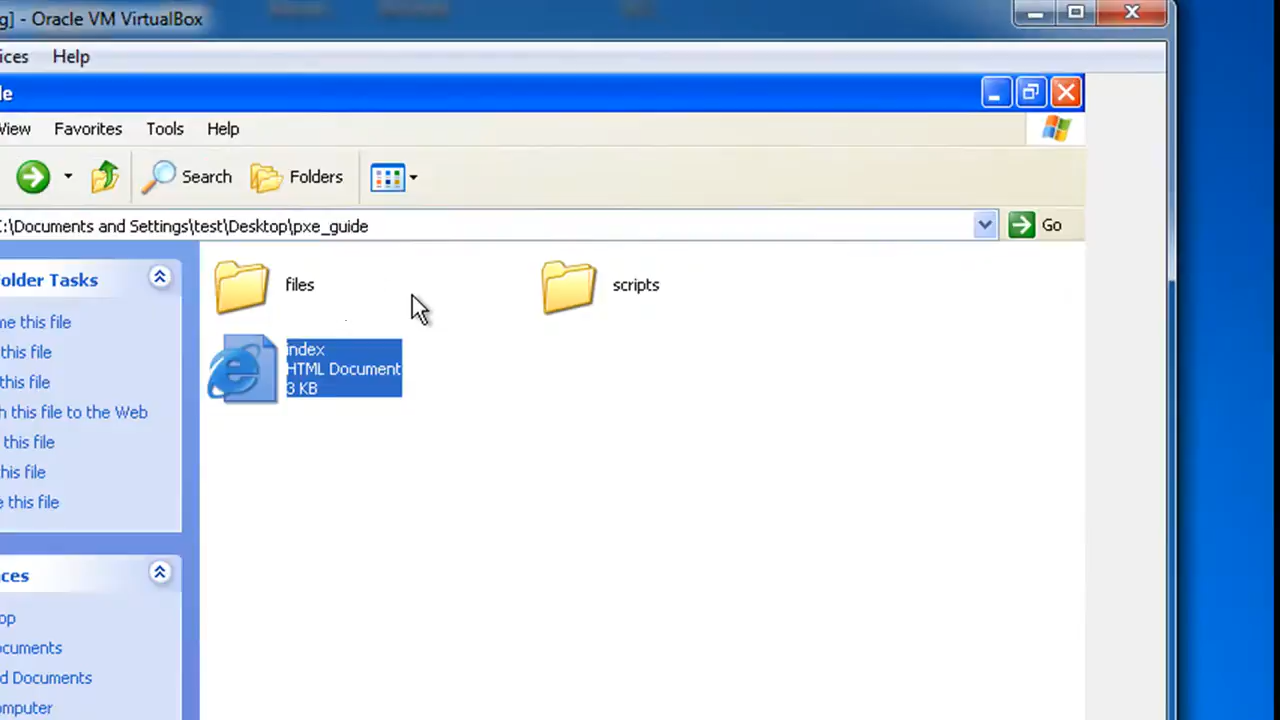 g] - Oracle VM VirtualBox
ices Help
le
View Favorites Tools Help
Search Folders
C:\Documents and Settings\test\Desktop\pxe_guide Go
older Tasks
me this file
this file
this file
h this file to the Web
this file
his file
e this file
ces
op
ocuments
d Documents
omputer
files
scripts
index
HTML Document
3 KB